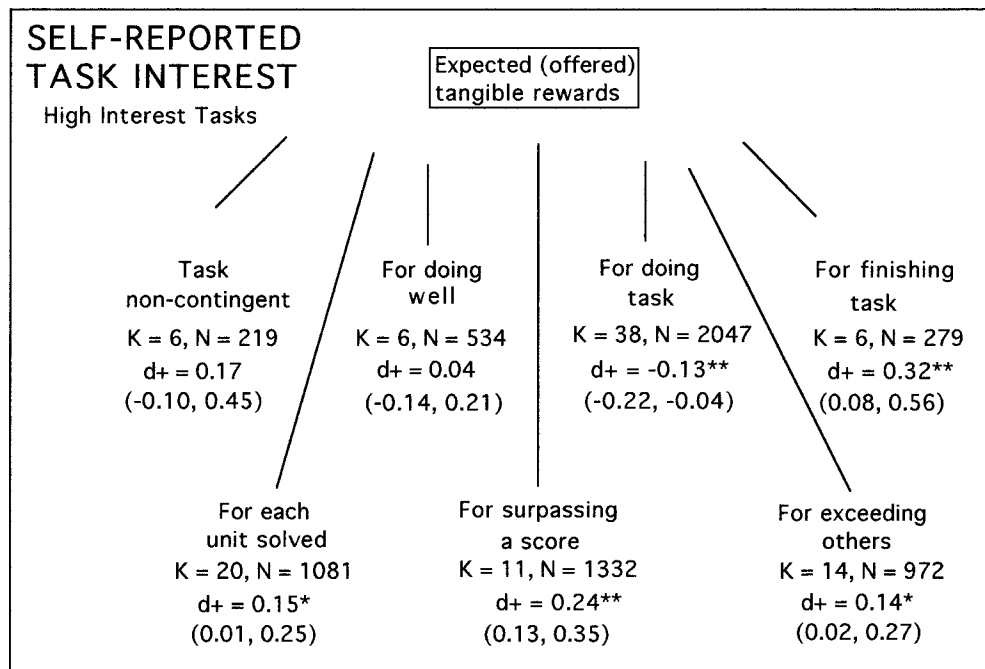 SELF-REPORTED
TASK INTEREST
High Interest Tasks
Expected (offered)
tangible rewards
Task
non-contingent
K = 6, N = 219
d+ = 0.17
(-0.10, 0.45)
For doing
well
K = 6, N = 534
d+ = 0.04
(-0.14, 0.21)
For doing
task
K = 38, N = 2047
d+ = -0.13**
(-0.22, -0.04)
For finishing
task
K = 6, N = 279
d+ = 0.32**
(0.08, 0.56)
For each
unit solved
K = 20, N = 1081
d+ = 0.15*
(0.01, 0.25)
For surpassing
a score
K = 11, N = 1332
d+ = 0.24**
(0.13, 0.35)
For exceeding
others
K = 14, N = 972
d+ = 0.14*
(0.02, 0.27)